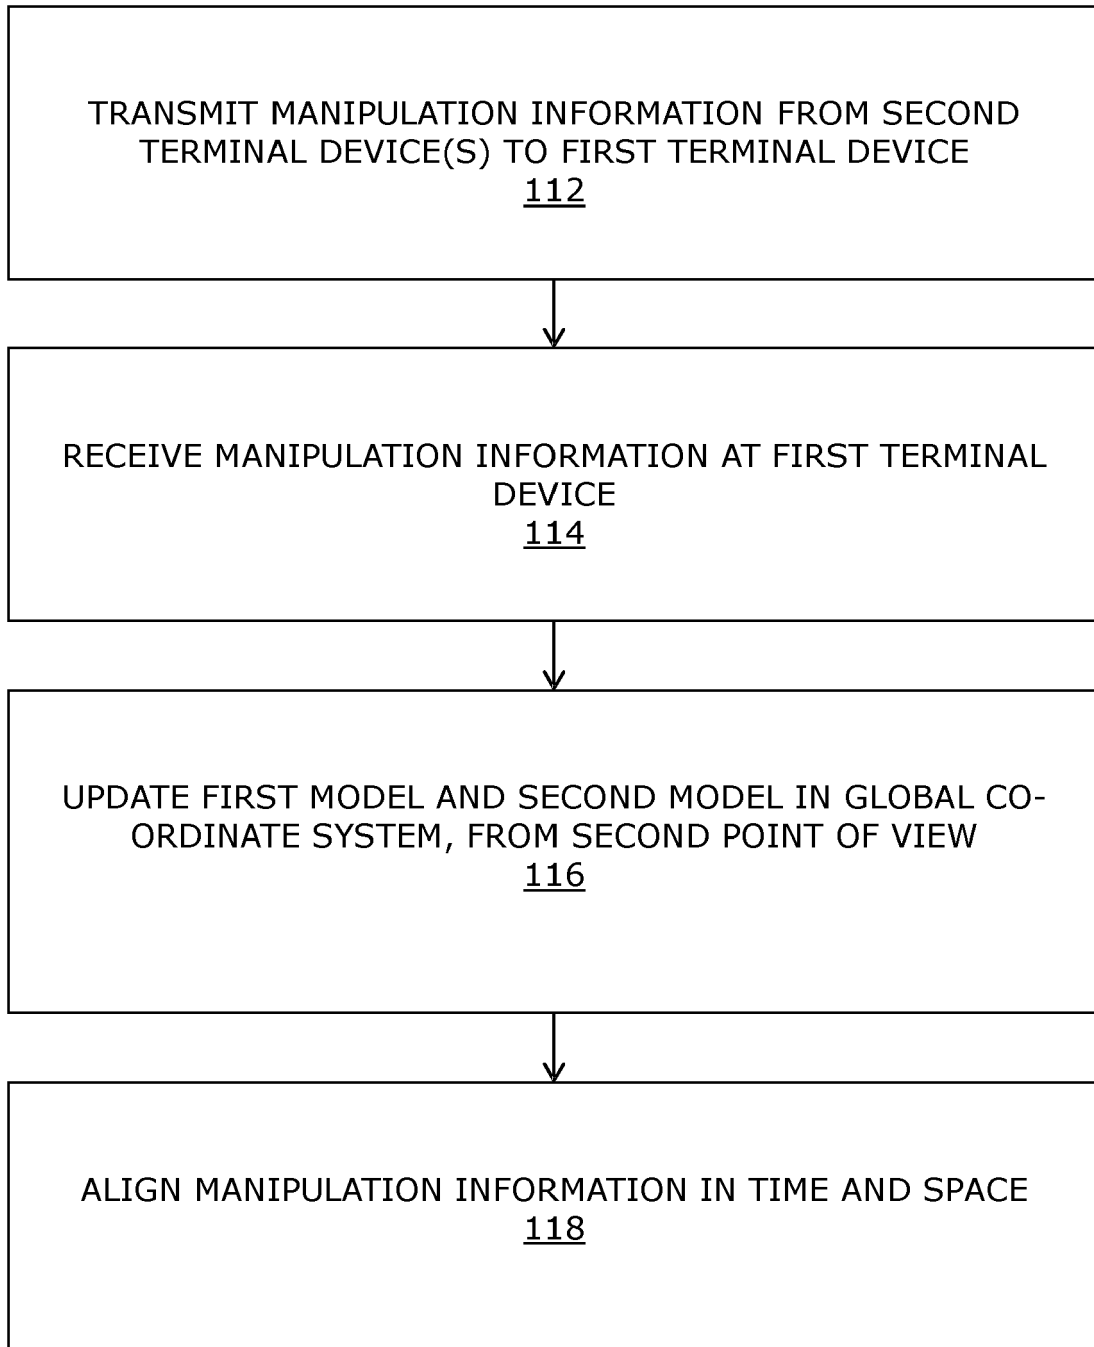 TRANSMIT MANIPULATION INFORMATION FROM SECOND
TERMINAL DEVICE(S) TO FIRST TERMINAL DEVICE
112
RECEIVE MANIPULATION INFORMATION AT FIRST TERMINAL
DEVICE
114
UPDATE FIRST MODEL AND SECOND MODEL IN GLOBAL CO-
ORDINATE SYSTEM, FROM SECOND POINT OF VIEW
116
ALIGN MANIPULATION INFORMATION IN TIME AND SPACE
118